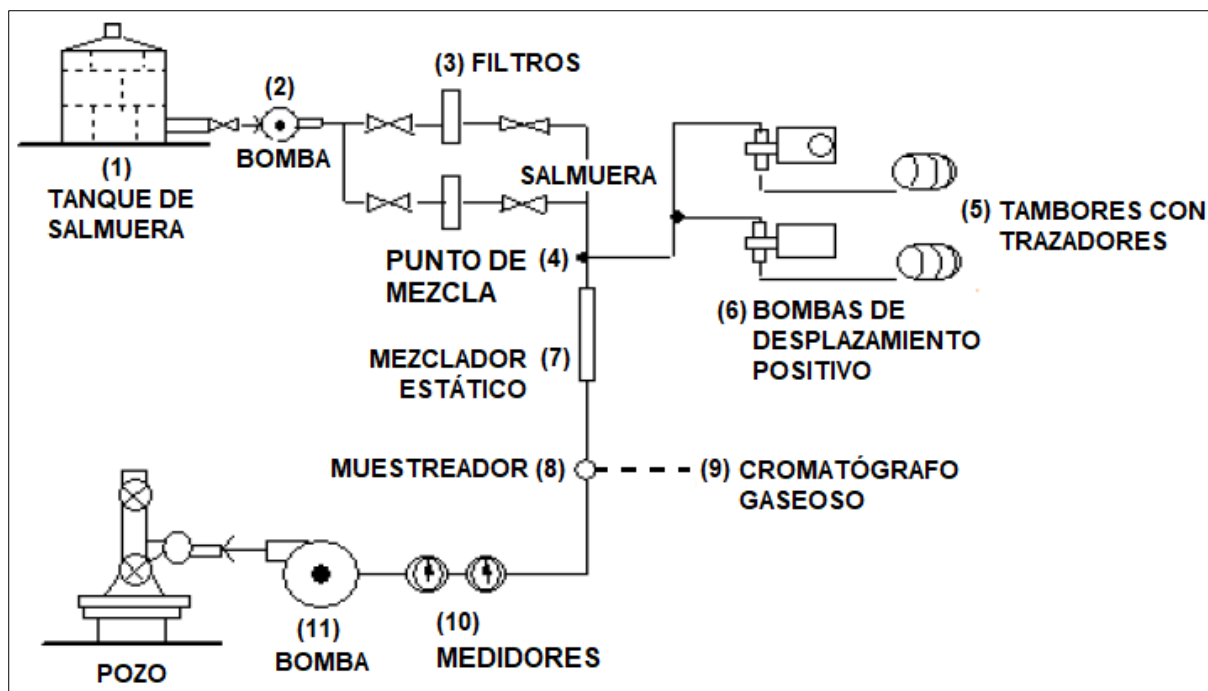 (1)
TANQUE DE
SALMUERA
(2)
BOMBA
(3) FILTROS
SALMUERA
PUNTO DE (4)
MEZCLA
(5) TAMBORES CON
TRAZADORES
(6) BOMBAS DE
DESPLAZAMIENTO
POSITIVO
MEZCLADOR (7)
ESTÁTICO
MUESTREADOR (8)
(9) CROMATÓGRAFO
GASEOSO
(10)
MEDIDORES
(11)
BOMBA
POZO